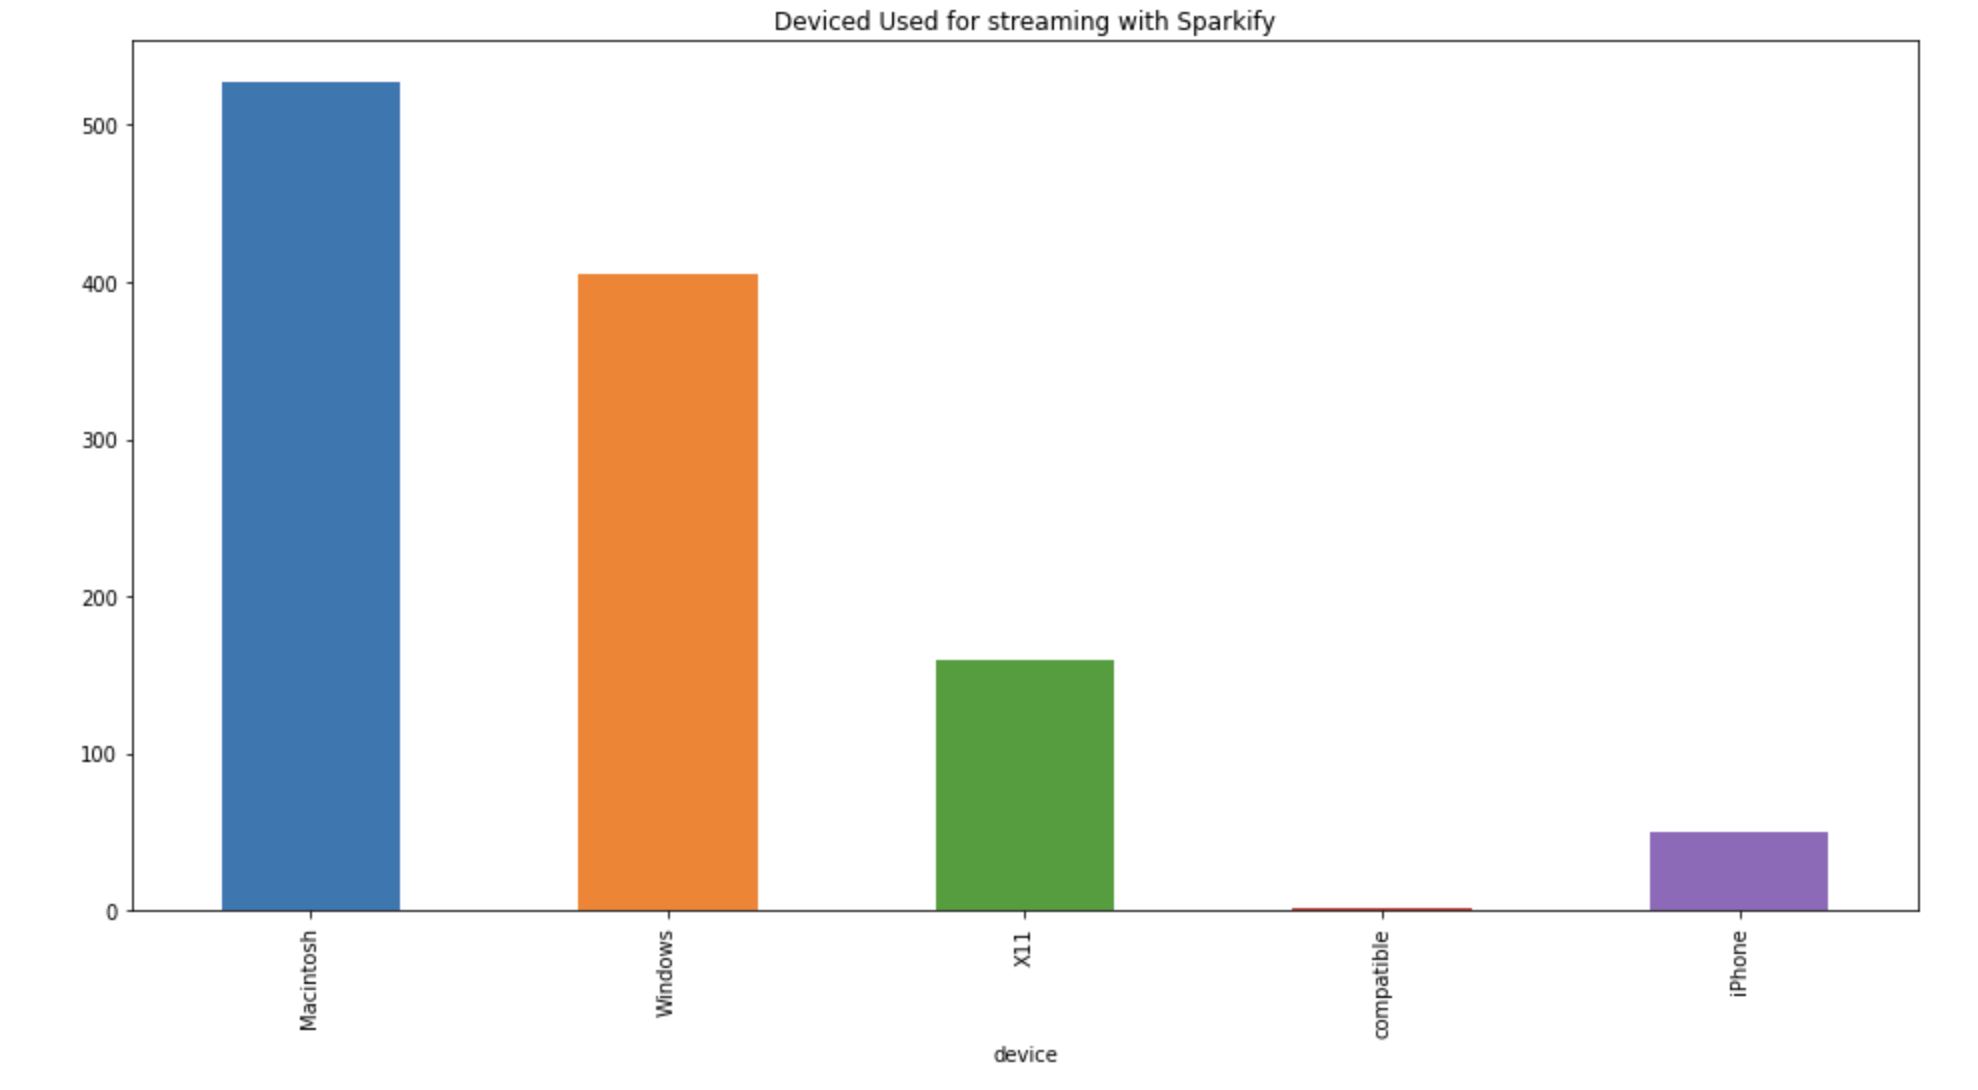 Deviced Used for streaming with Sparkify
500
400
300
200
100
0
Macintosh
Windows
X11
compatible
iPhone
device